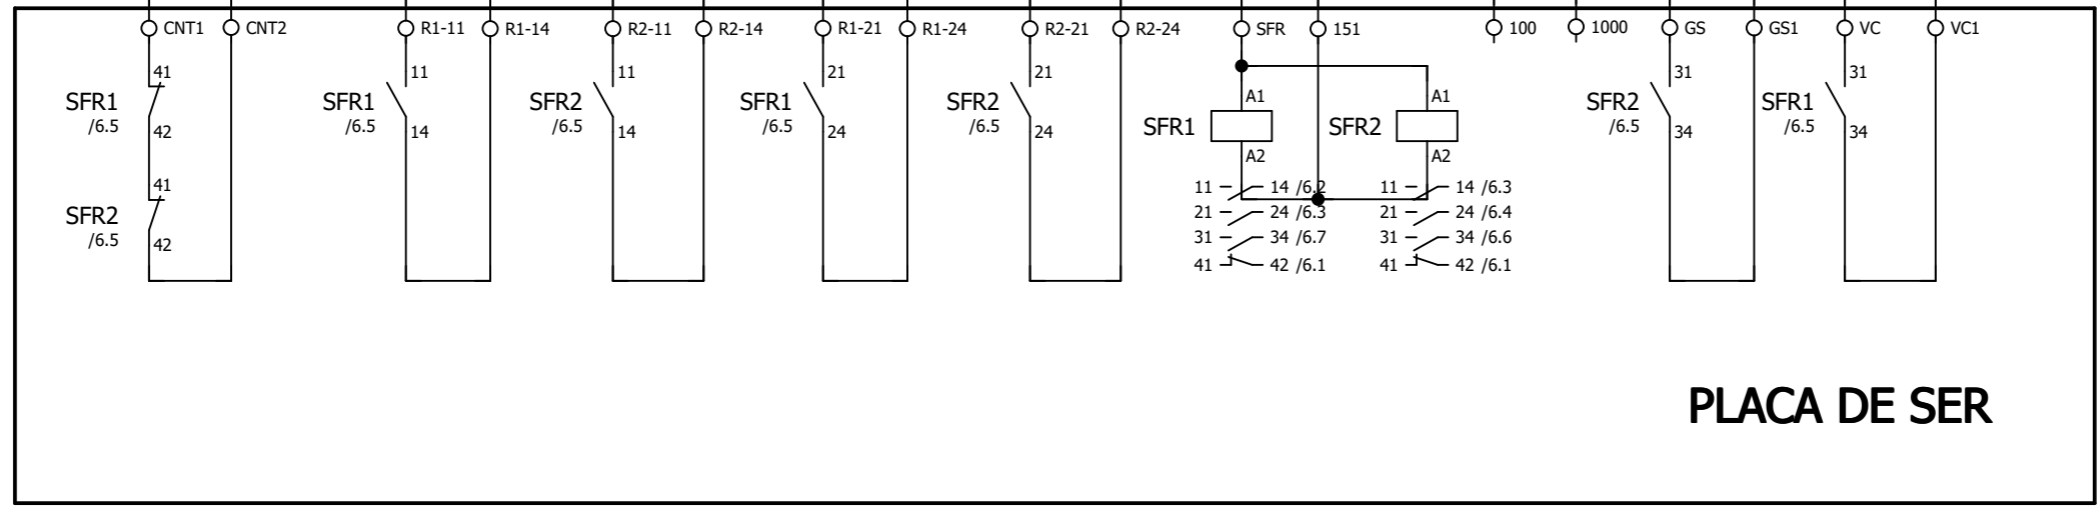 CNT1 CNT2 R1-11 R1-14 R2-11 R2-14 R1-21 R1-24 R2-21 R2-24 SFR 151 100 1000 GS GS1 VC VC1
41 11 11 21 21 31 31
SFR1 SFR1 SFR2 SFR1 SFR2 A1 A1 SFR2 SFR1
/6.5 /6.5 /6.5 /6.5 /6.5 SFR1 SFR2 /6.5 /6.5
42 14 14 24 24 34 34
A2 A2
41 11 14 /6.2 11 14 /6.3
SFR2 21 24 /6.3 21 24 /6.4
/6.5 31 34 /6.7 31 34 /6.6
42 41 42 /6.1 41 42 /6.1
PLACA DE SER